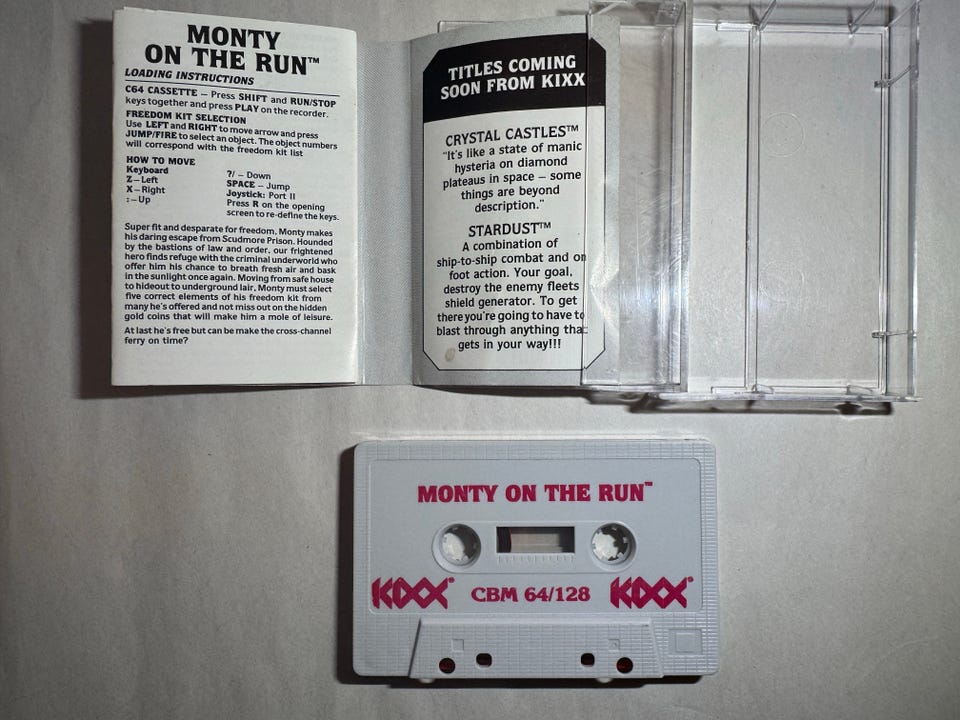 MONTY
ON THE RUN™
LOADING INSTRUCTIONS
C64 CASSETTE – Press SHIFT and RUN/STOP
keys together and press PLAY on the recorder.
FREEDOM KIT SELECTION
Use LEFT and RIGHT to move arrow and press
JUMP/FIRE to select an object. The object numbers
will correspond with the freedom kit list
HOW TO MOVE
Keyboard
Z – Left
X – Right
: – Up
?/ – Down
SPACE – Jump
Joystick: Port II
Press R on the opening
screen to re-define the keys.
Super fit and desparate for freedom, Monty makes
his daring escape from Scudmore Prison. Hounded
by the bastions of law and order, our frightened
hero finds refuge with the criminal underworld who
offer him his chance to breath fresh air and bask
in the sunlight once again. Moving from safe house
to hideout to underground lair, Monty must select
five correct elements of his freedom kit from
many he's offered and not miss out on the hidden
gold coins that will make him a mole of leisure.
At last he's free but can be make the cross-channel
ferry on time?
TITLES COMING
SOON FROM KIXX
CRYSTAL CASTLES™
"It's like a state of manic
hysteria on diamond
plateaus in space – some
things are beyond
description."
STARDUST™
A combination of
ship-to-ship combat and on
foot action. Your goal,
destroy the enemy fleets
shield generator. To get
there you're going to have to
blast through anything that
gets in your way!!!
MONTY ON THE RUN™
KIXX® CBM 64/128 KIXX®